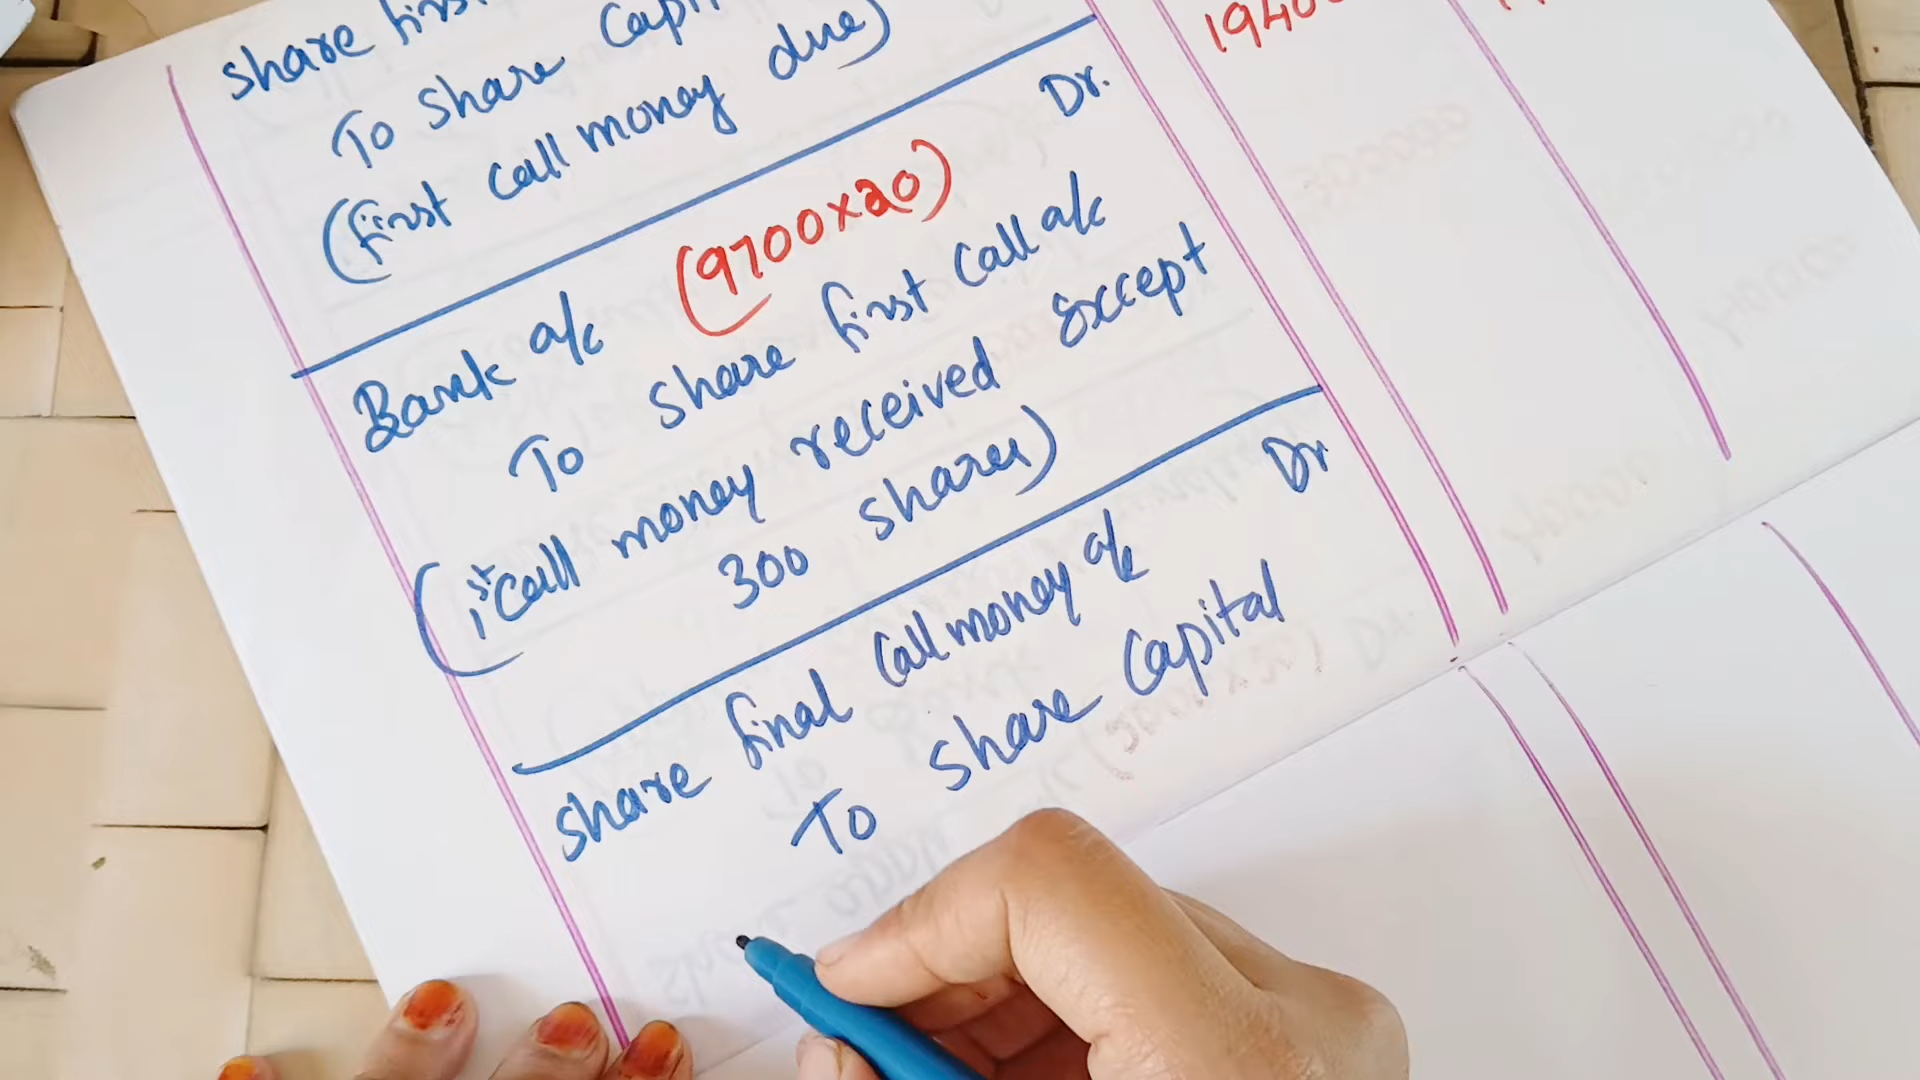 share first
To share Capi
(first call money due)
1940
Bank a/c (9700x20) Dr.
To share first call a/c
(1st call money received except
300 shares)
share final call money a/c Dr
To share Capital